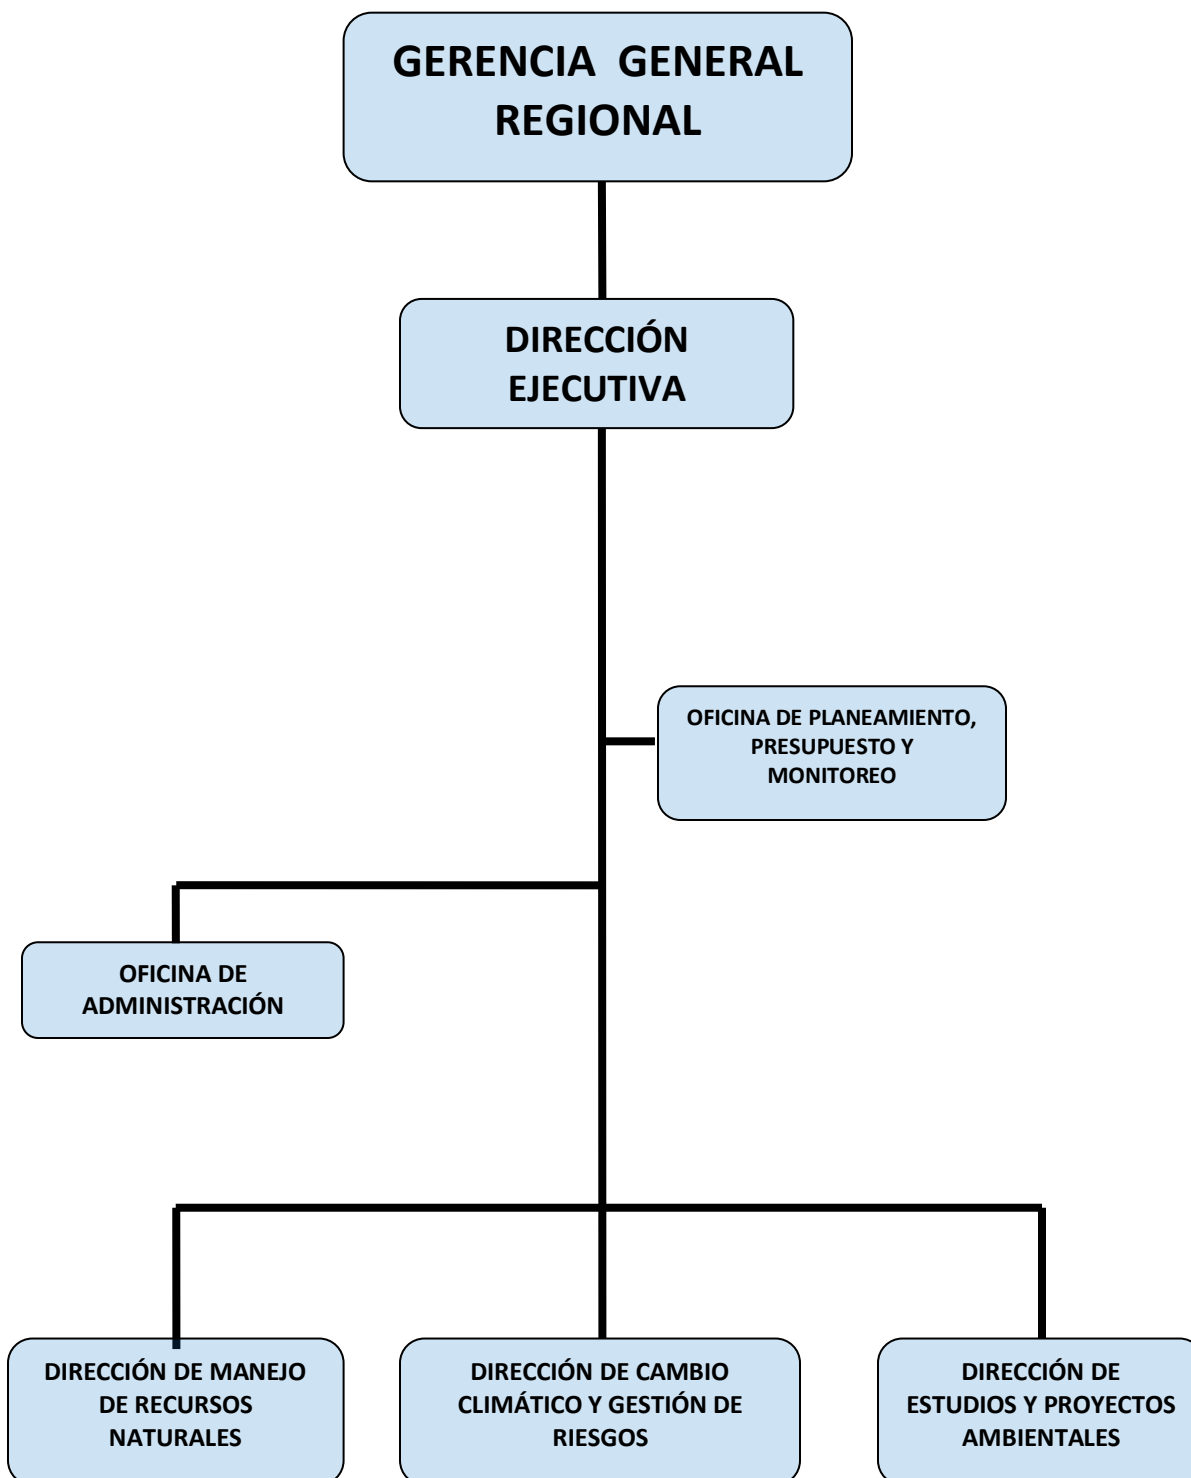 GERENCIA GENERAL
REGIONAL
DIRECCIÓN
EJECUTIVA
OFICINA DE PLANEAMIENTO,
PRESUPUESTO Y
MONITOREO
OFICINA DE
ADMINISTRACIÓN
DIRECCIÓN DE MANEJO
DE RECURSOS
NATURALES
DIRECCIÓN DE CAMBIO
CLIMÁTICO Y GESTIÓN DE
RIESGOS
DIRECCIÓN DE
ESTUDIOS Y PROYECTOS
AMBIENTALES